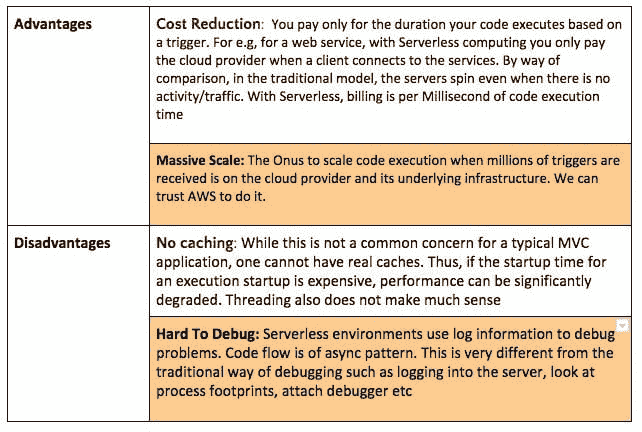 Advantages
Cost Reduction:  You pay only for the duration your code executes based on
a trigger. For e.g, for a web service, with Serverless computing you only pay
the cloud provider when a client connects to the services. By way of
comparison, in the traditional model, the servers spin even when there is no
activity/traffic. With Serverless, billing is per Millisecond of code execution
time
Massive Scale: The Onus to scale code execution when millions of triggers are
received is on the cloud provider and its underlying infrastructure. We can
trust AWS to do it.
Disadvantages
No caching: While this is not a common concern for a typical MVC
application, one cannot have real caches. Thus, if the startup time for
an execution startup is expensive, performance can be significantly
degraded. Threading also does not make much sense
Hard To Debug: Serverless environments use log information to debug
problems. Code flow is of async pattern. This is very different from the
traditional way of debugging such as logging into the server, look at
process footprints, attach debugger etc